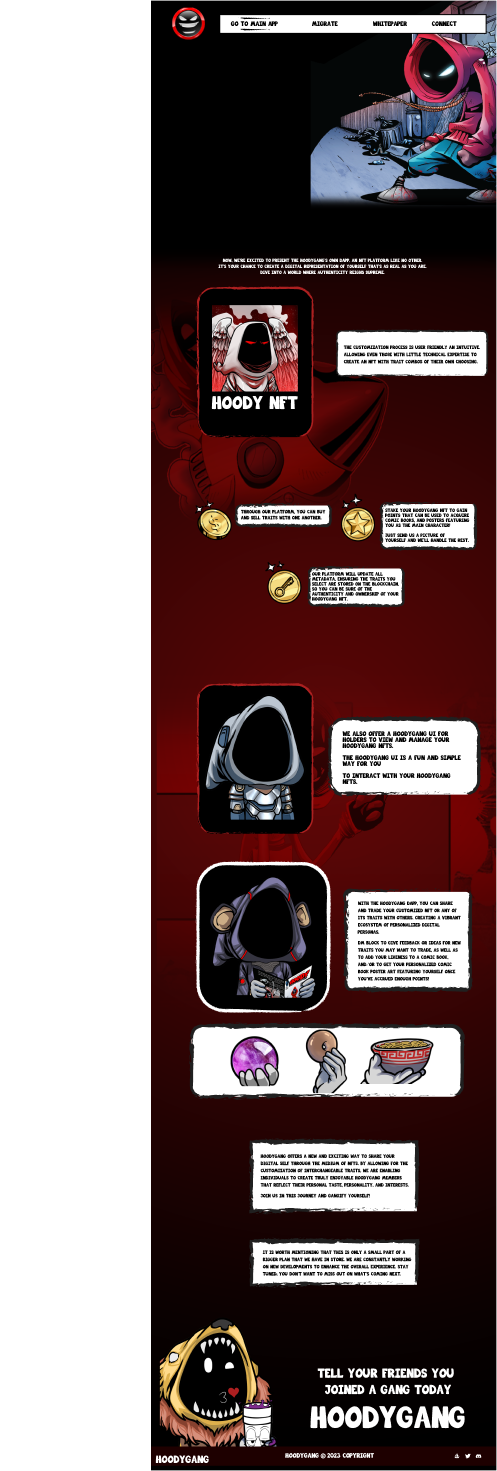 GO TO MAIN APP MIGRATE WHITEPAPER CONNECT
NOW, WE'RE EXCITED TO PRESENT THE HOODYGANG'S OWN DAPP, AN NFT PLATFORM LIKE NO OTHER.
IT'S YOUR CHANCE TO CREATE A DIGITAL REPRESENTATION OF YOURSELF THAT'S AS REAL AS YOU ARE.
DIVE INTO A WORLD WHERE AUTHENTICITY REIGNS SUPREME.
HOODY NFT
THE CUSTOMIZATION PROCESS IS USER FRIENDLY AN INTUITIVE,
ALLOWING EVEN THOSE WITH LITTLE TECHNICAL EXPERTISE TO
CREATE AN NFT WITH TRAIT COMBOS OF THEIR OWN CHOOSING.
THROUGH OUR PLATFORM, YOU CAN BUY
AND SELL TRAITS WITH ONE ANOTHER.
STAKE YOUR HOODYGANG NFT TO GAIN
POINTS THAT CAN BE USED TO ACQUIRE
COMIC BOOKS, AND POSTERS FEATURING
YOU AS THE MAIN CHARACTER!
JUST SEND US A PICTURE OF
YOURSELF AND WE'LL HANDLE THE REST.
OUR PLATFORM WILL UPDATE ALL
METADATA, ENSURING THE TRAITS YOU
SELECT ARE STORED ON THE BLOCKCHAIN,
SO YOU CAN BE SURE OF THE
AUTHENTICITY AND OWNERSHIP OF YOUR
HOODYGANG NFT.
WE ALSO OFFER A HOODYGANG UI FOR
HOLDERS TO VIEW AND MANAGE YOUR
HOODYGANG NFTS.
THE HOODYGANG UI IS A FUN AND SIMPLE
WAY FOR YOU
TO INTERACT WITH YOUR HOODYGANG
NFTS.
WITH THE HOODYGANG DAPP, YOU CAN SHARE
AND TRADE YOUR CUSTOMIZED NFT OR ANY OF
ITS TRAITS WITH OTHERS, CREATING A VIBRANT
ECOSYSTEM OF PERSONALIZED DIGITAL
PERSONAS.
DM BLOCK TO GIVE FEEDBACK OR IDEAS FOR NEW
TRAITS YOU MAY WANT TO TRADE, AS WELL AS
TO ADD YOUR LIKENESS TO A COMIC BOOK,
AND/OR TO GET YOUR PERSONALIZED COMIC
BOOK POSTER ART FEATURING YOURSELF ONCE
YOU'VE ACCRUED ENOUGH POINTS!
HOODYGANG OFFERS A NEW AND EXCITING WAY TO SHARE YOUR
DIGITAL SELF THROUGH THE MEDIUM OF NFTS. BY ALLOWING FOR THE
CUSTOMIZATION OF INTERCHANGEABLE TRAITS, WE ARE ENABLING
INDIVIDUALS TO CREATE TRULY ENJOYABLE HOODYGANG MEMBERS
THAT REFLECT THEIR PERSONAL TASTE, PERSONALITY, AND INTERESTS.
JOIN US IN THIS JOURNEY AND GANGIFY YOURSELF!
IT IS WORTH MENTIONING THAT THIS IS ONLY A SMALL PART OF A
BIGGER PLAN THAT WE HAVE IN STORE. WE ARE CONSTANTLY WORKING
ON NEW DEVELOPMENTS TO ENHANCE THE OVERALL EXPERIENCE. STAY
TUNED; YOU DON'T WANT TO MISS OUT ON WHAT'S COMING NEXT.
TELL YOUR FRIENDS YOU
JOINED A GANG TODAY
HOODYGANG
HOODYGANG
HOODYGANG @ 2023 COPYRIGHT